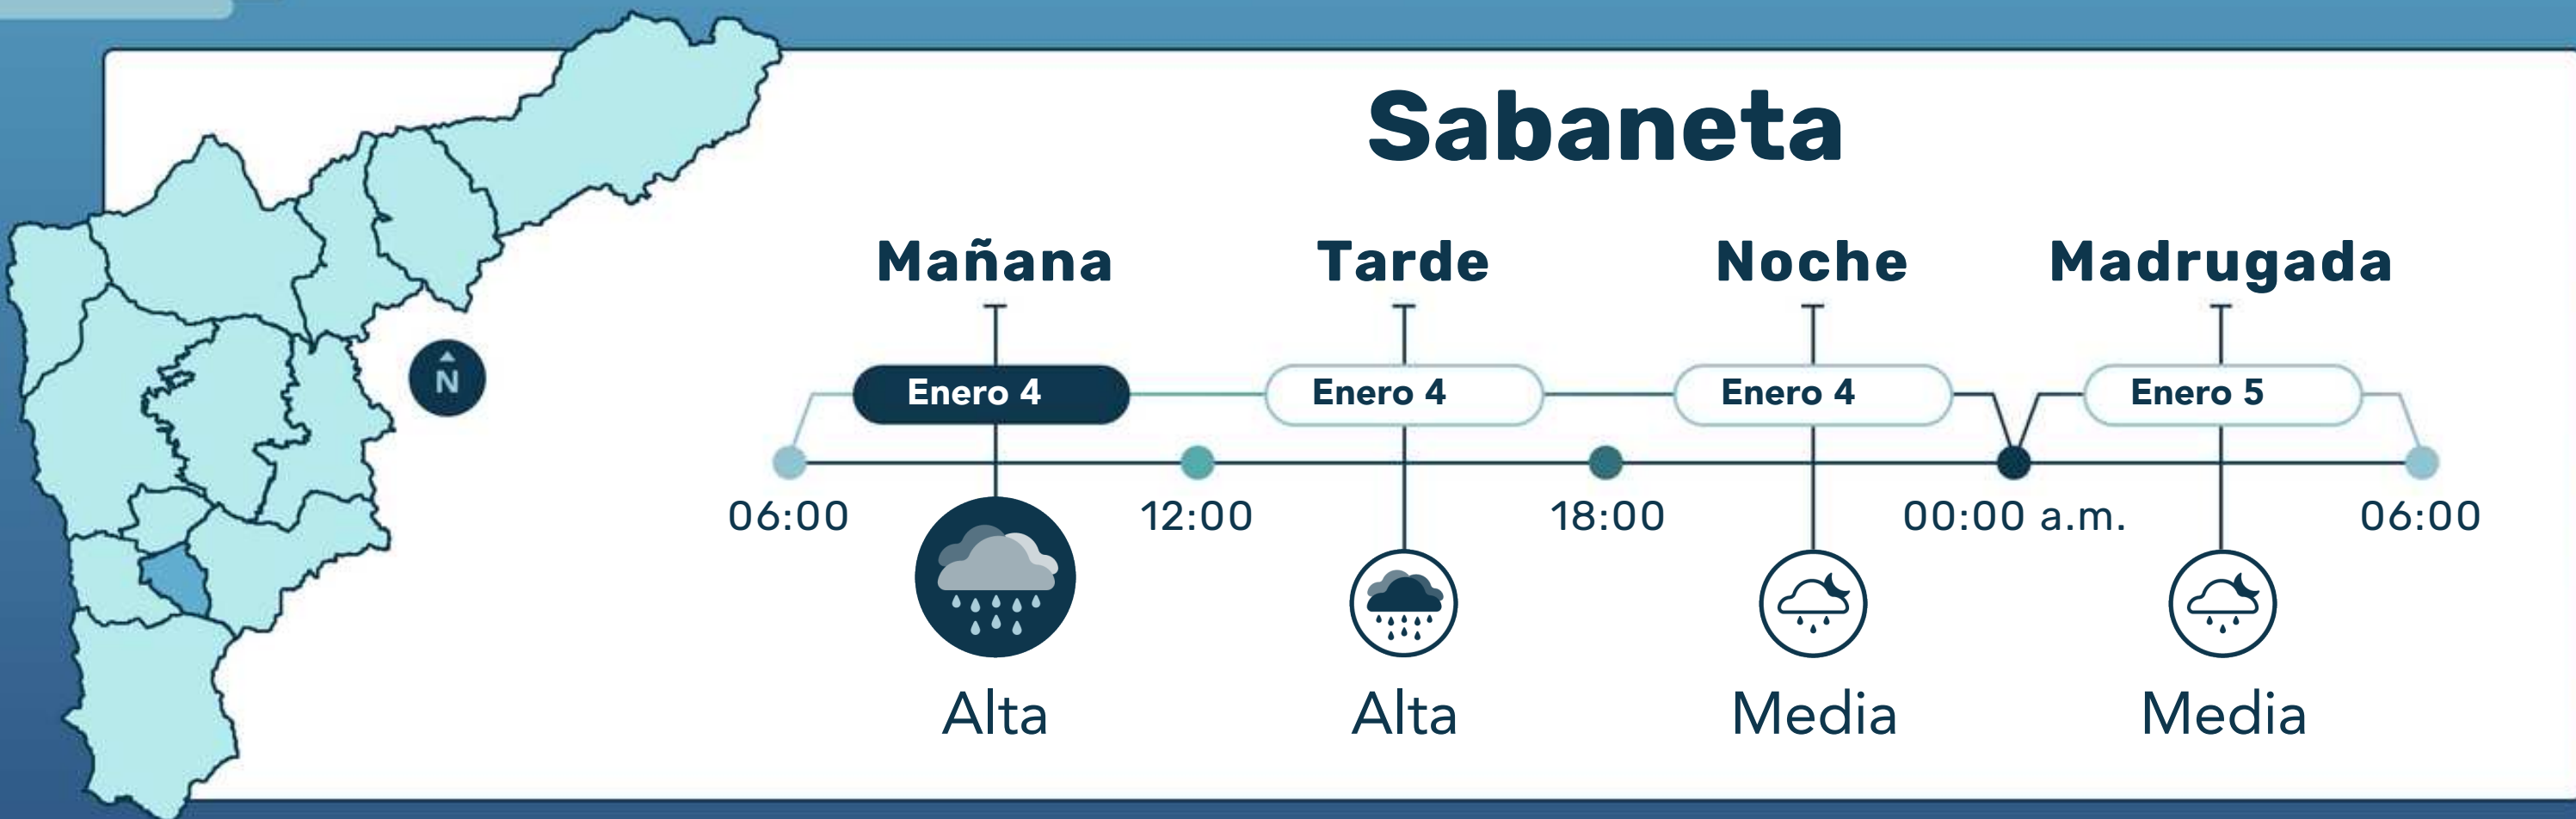 Sabaneta
Mañana Tarde Noche Madrugada
N
Enero 4 Enero 4 Enero 4 Enero 5
06:00 12:00 18:00 00:00 a.m. 06:00
Alta Alta Media Media